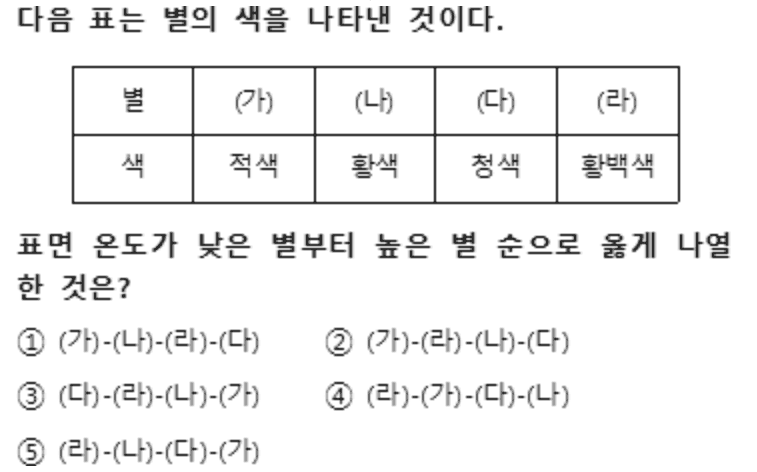 다음 표는 별의 색을 나타낸 것이다.
별 (가) (나) (다) (라)
색 적색 황색 청색 황백색
표면 온도가 낮은 별부터 높은 별 순으로 옳게 나열
한 것은?
① (가)-(나)-(라)-(다) ② (가)-(라)-(나)-(다)
③ (다)-(라)-(나)-(가) ④ (라)-(가)-(다)-(나)
⑤ (라)-(나)-(다)-(가)